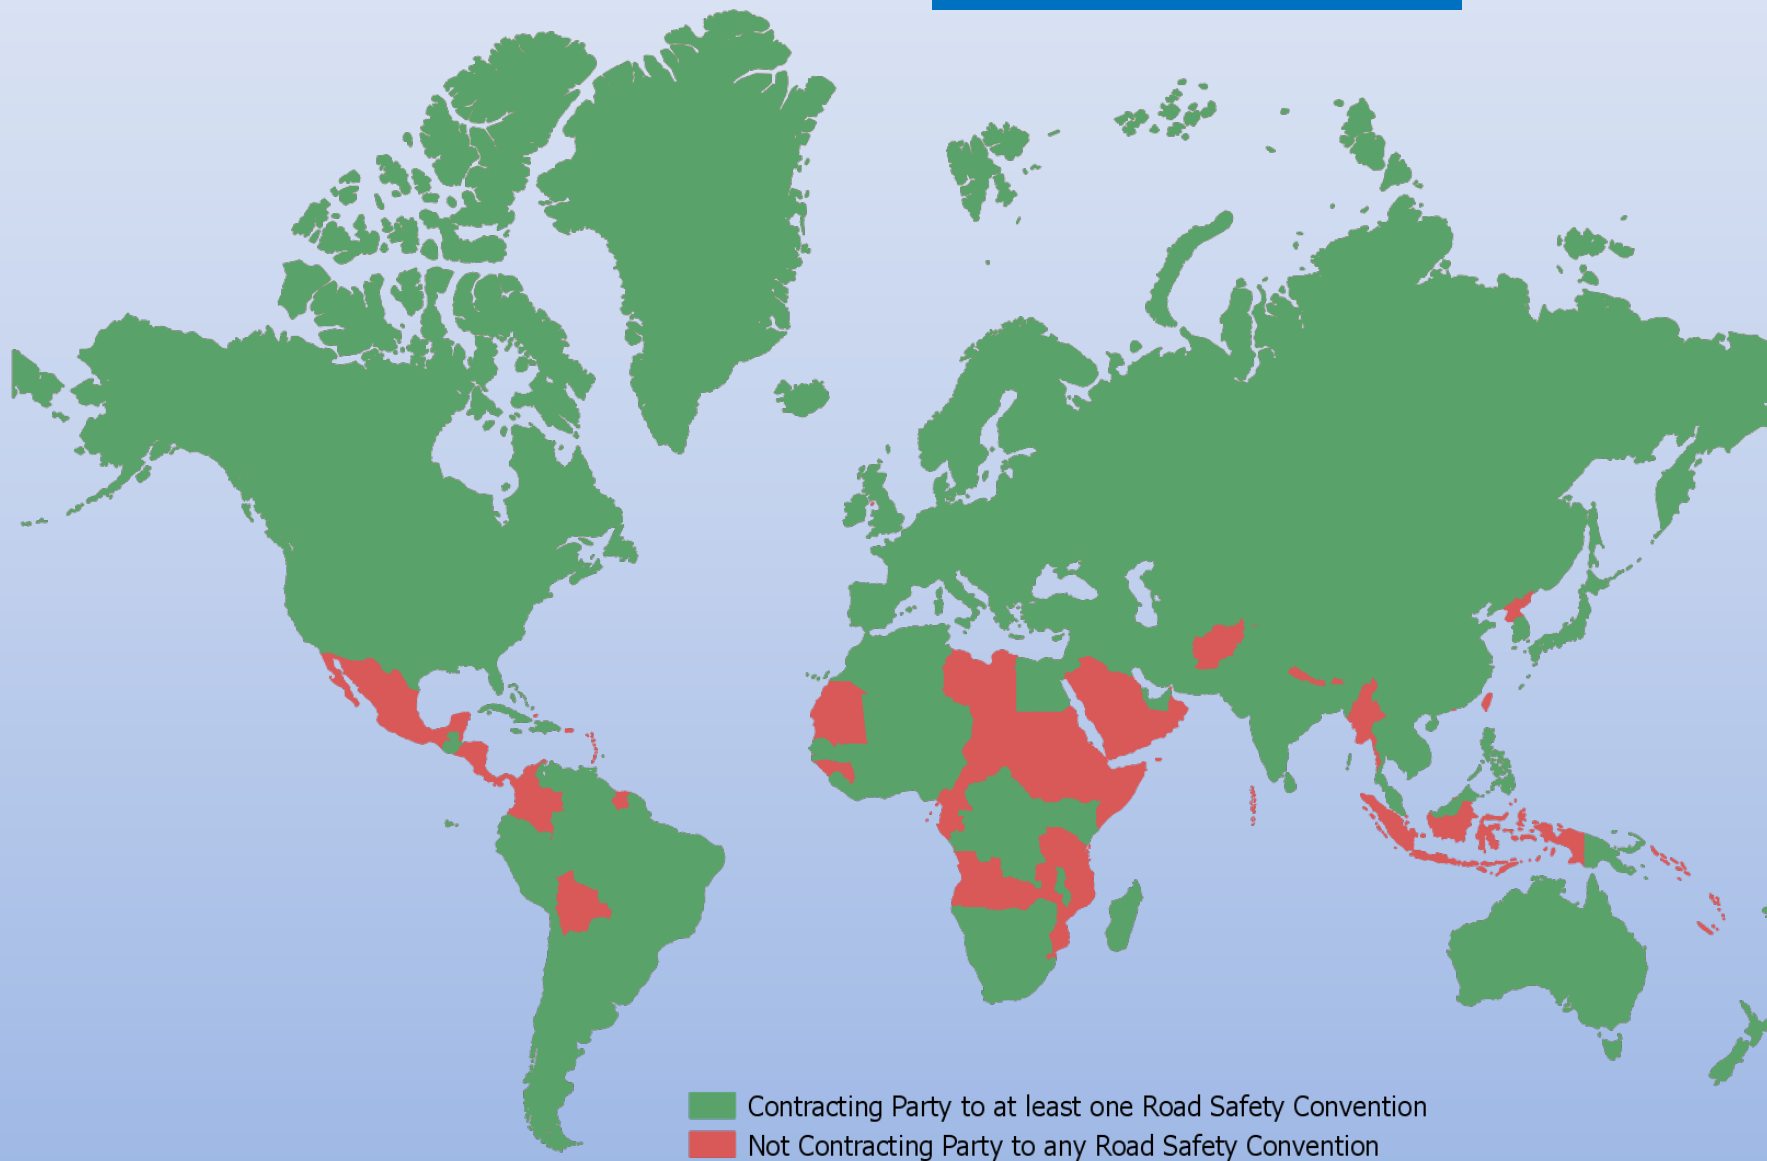 Contracting Party to at least one Road Safety Convention
Not Contracting Party to any Road Safety Convention